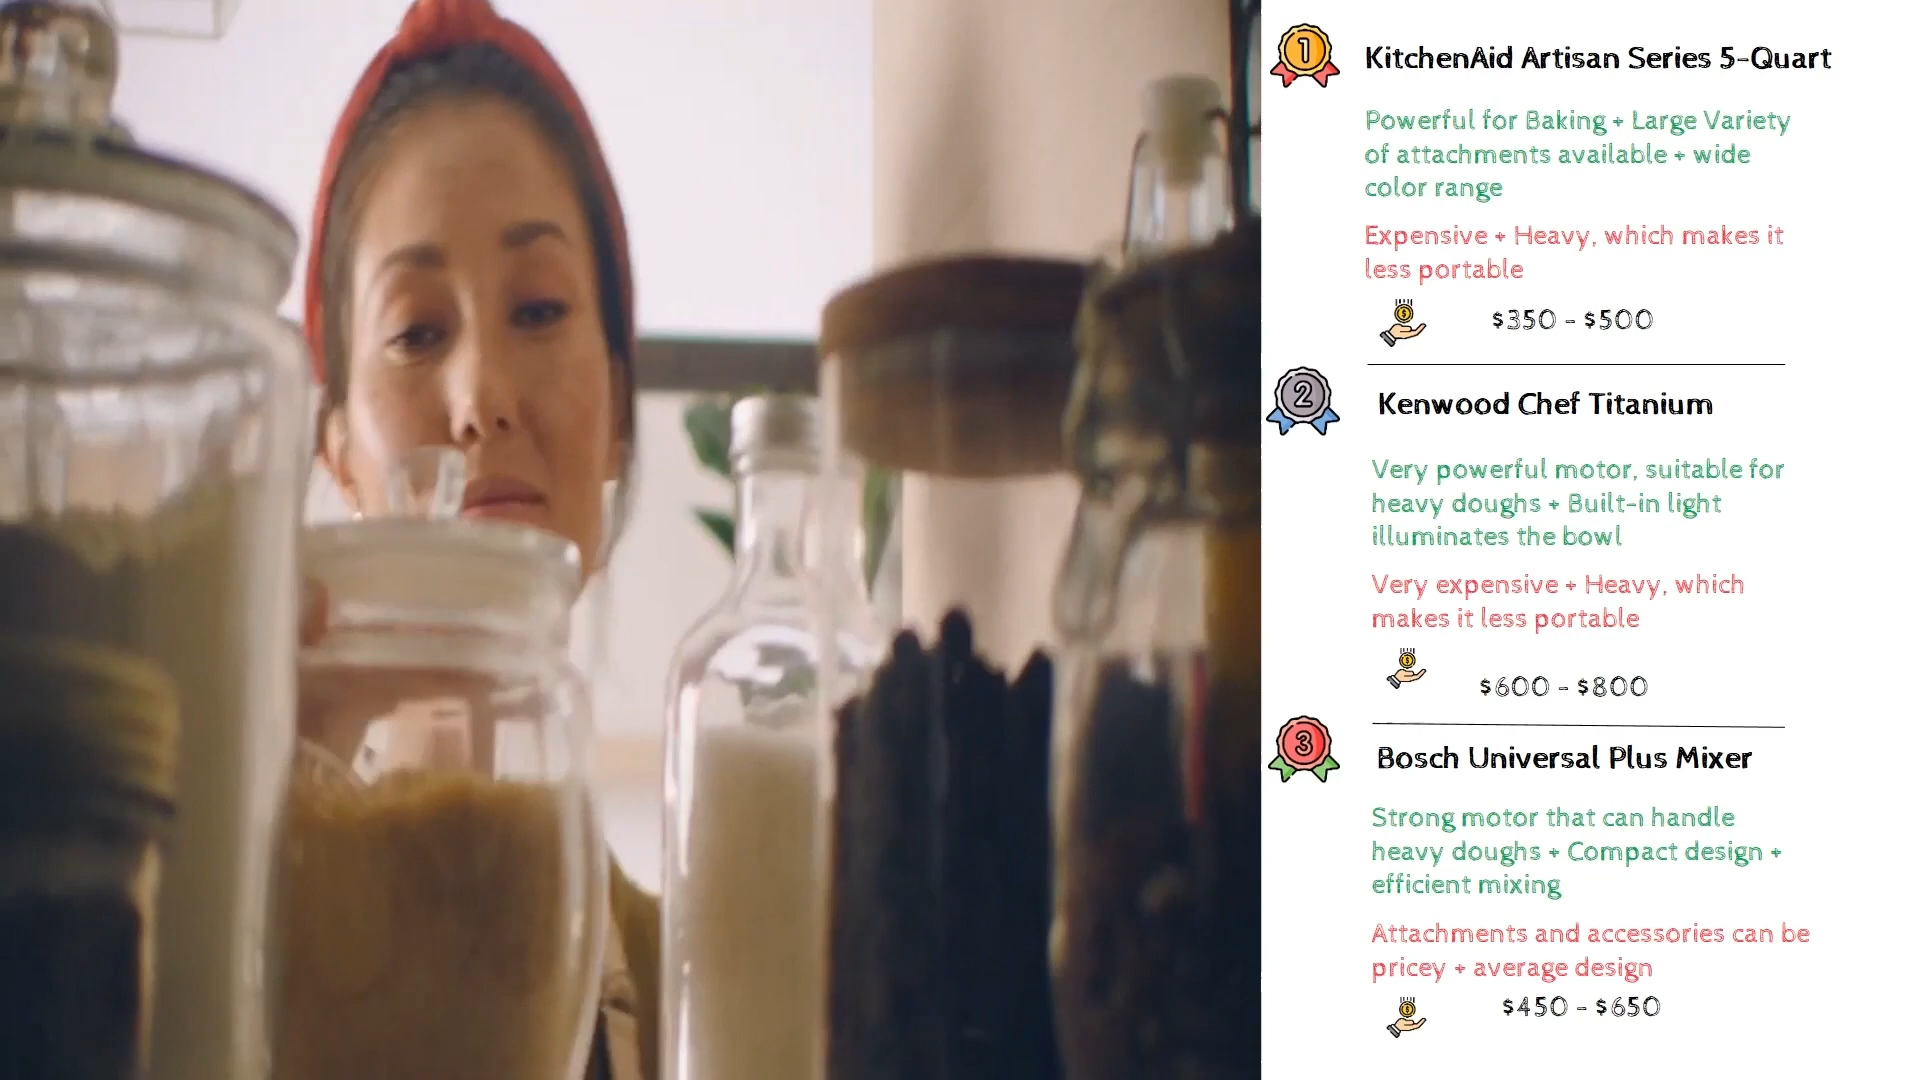 1
KitchenAid Artisan Series 5-Quart
Powerful for Baking + Large Variety
of attachments available + wide
color range
Expensive + Heavy, which makes it
less portable
$350 - $500
2
Kenwood Chef Titanium
Very powerful motor, suitable for
heavy doughs + Built-in light
illuminates the bowl
Very expensive + Heavy, which
makes it less portable
$600 - $800
3
Bosch Universal Plus Mixer
Strong motor that can handle
heavy doughs + Compact design +
efficient mixing
Attachments and accessories can be
pricey + average design
$450 - $650